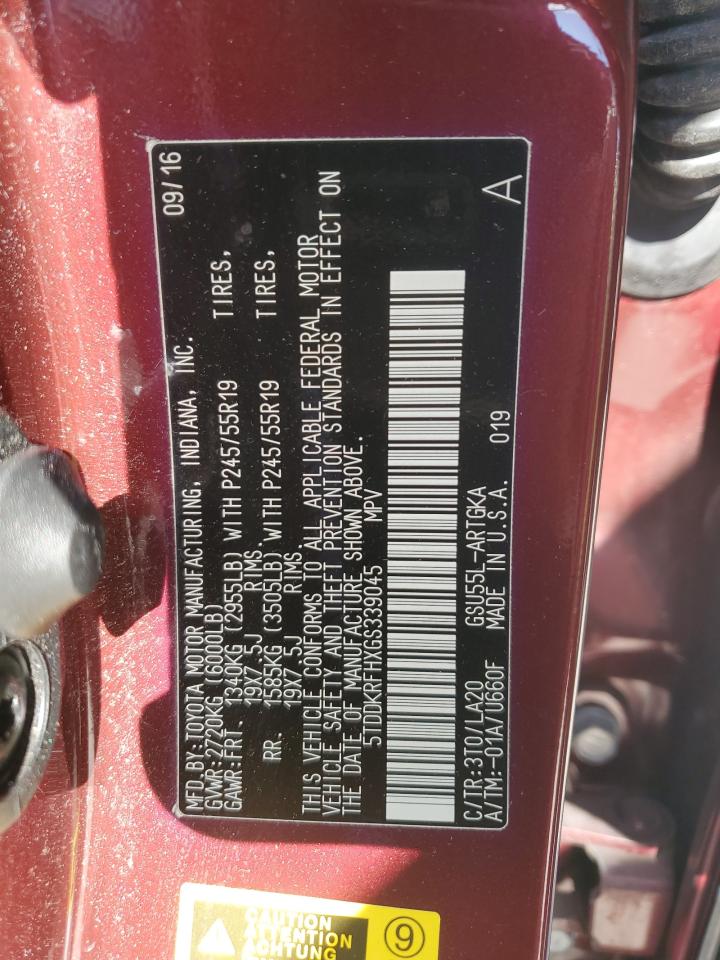 MFD.BY:TOYOTA MOTOR MANUFACTURING, INDIANA, INC. 09/16
GVWR:2720KG (6000LB)
GAWR:FRT. 1340KG (2955LB) WITH P245/55R19 TIRES,
19X7.5J RIMS.
RR. 1585KG (3505LB) WITH P245/55R19 TIRES,
19X7.5J RIMS.
THIS VEHICLE CONFORMS TO ALL APPLICABLE FEDERAL MOTOR
VEHICLE SAFETY, AND THEFT PREVENTION STANDARDS IN EFFECT ON
THE DATE OF MANUFACTURE SHOWN ABOVE.
5TDDKRFHXGS339045 MPV
C/TR:3T0/LA20 GSU55L-ARTGKA 019
A/TM:-01A/U660F MADE IN U.S.A. A
CAUTION
ATTENTION
ACHTUNG
9